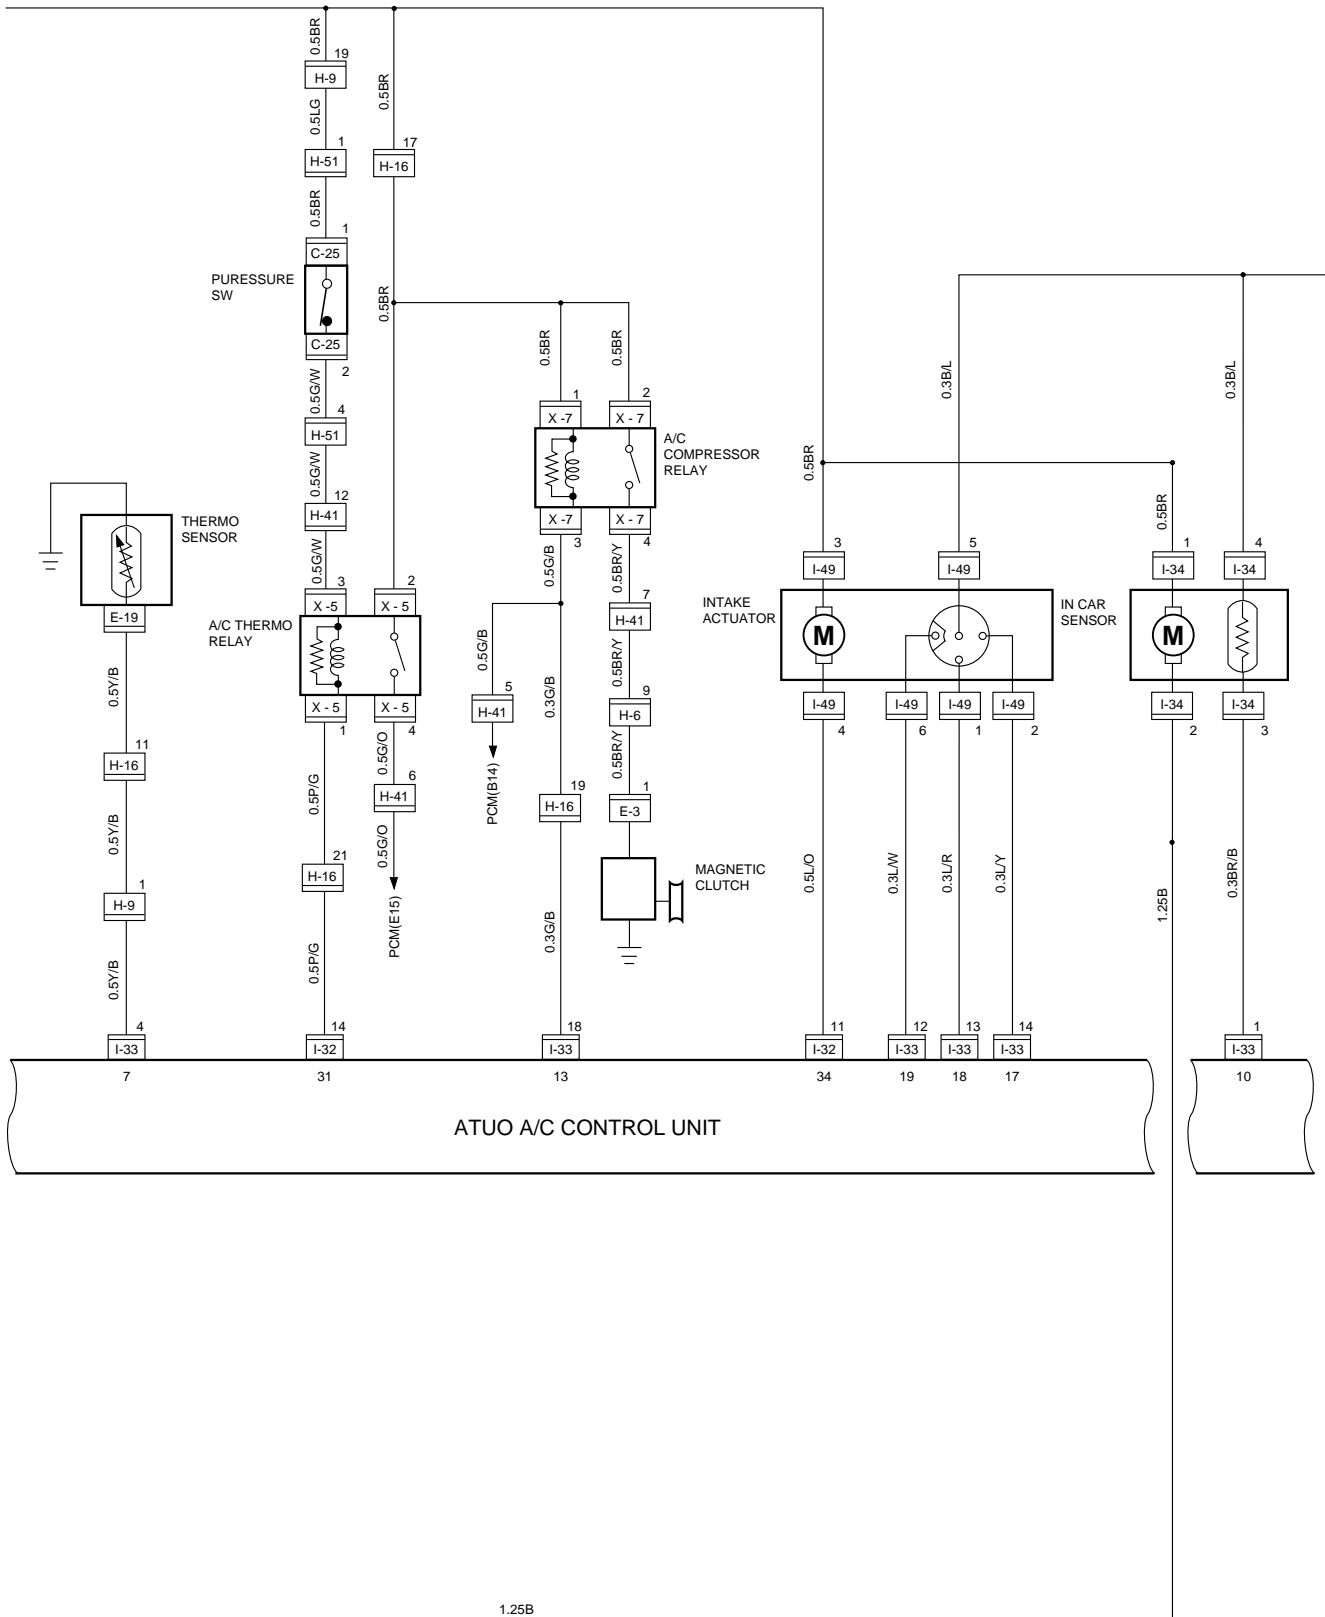 0.5BR
19
H-9
0.5LG
1
H-51
0.5BR
1
C-25
PURESSURE
SW
C-25
2
0.5G/W
4
H-51
0.5G/W
12
H-41
0.5G/W
3
X -5
0.5BR
17
H-16
0.5BR
2
X - 5
A/C THERMO
RELAY
X - 5
1
X - 5
4
0.5P/G
21
H-16
0.5P/G
14
I-32
31
0.5G/O
6
H-41
0.5G/O
PCM(E15)
THERMO
SENSOR
E-19
0.5Y/B
11
H-16
0.5Y/B
1
H-9
0.5Y/B
4
I-33
7
0.5BR
0.5BR
1
X -7
2
X - 7
A/C
COMPRESSOR
RELAY
X -7
3
X - 7
4
0.5G/B
0.5G/B
5
H-41
PCM(B14)
0.3G/B
19
H-16
0.3G/B
18
I-33
13
0.5BR/Y
7
H-41
0.5BR/Y
9
H-6
0.5BR/Y
1
E-3
MAGNETIC
CLUTCH
0.5BR
0.3B/L
0.5BR
0.3B/L
3
I-49
5
I-49
INTAKE
ACTUATOR
M
I-49
4
I-49
6
I-49
1
I-49
2
0.5L/O
0.3L/W
0.3L/R
0.3L/Y
11
I-32
34
12
I-33
19
13
I-33
18
14
I-33
17
1
I-34
4
I-34
IN CAR
SENSOR
M
I-34
2
I-34
3
1.25B
0.3BR/B
1
I-33
10
ATUO A/C CONTROL UNIT
1.25B